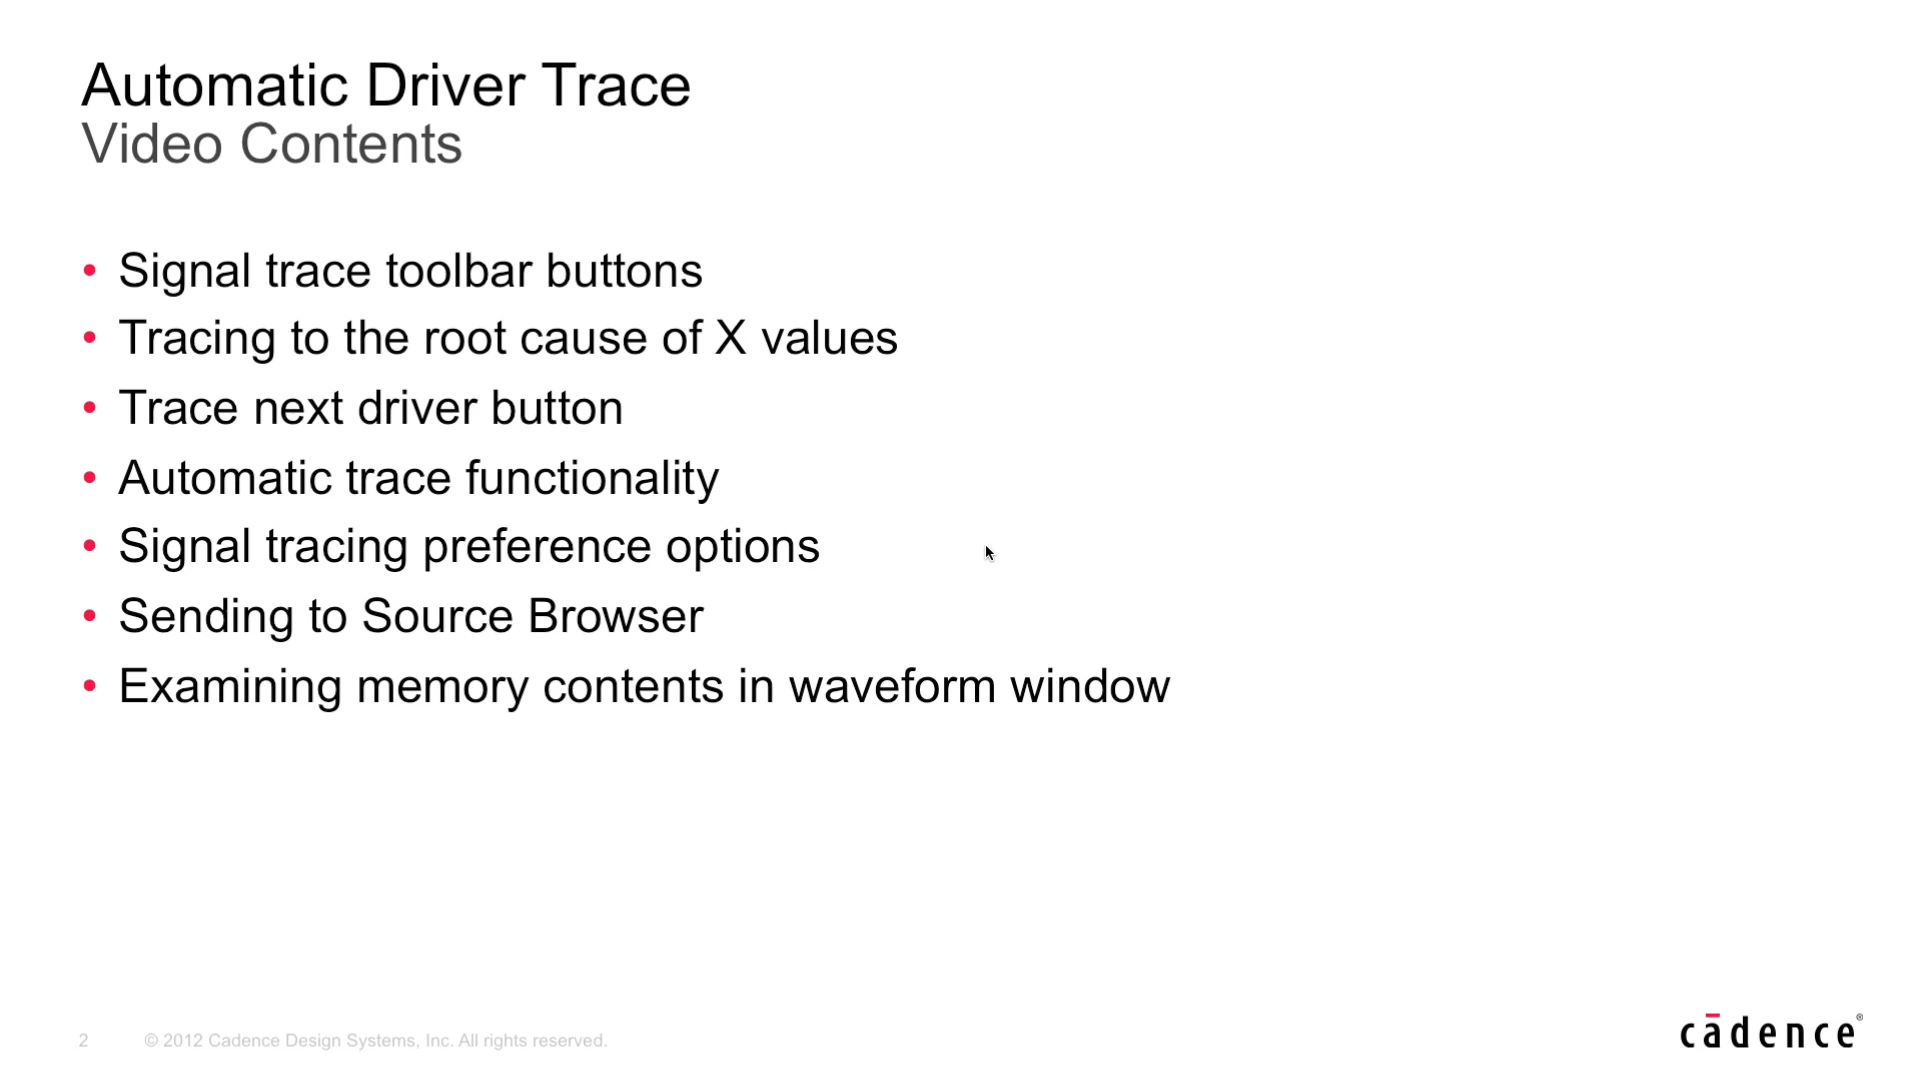 Automatic Driver Trace
Video Contents
• Signal trace toolbar buttons
• Tracing to the root cause of X values
• Trace next driver button
• Automatic trace functionality
• Signal tracing preference options
• Sending to Source Browser
• Examining memory contents in waveform window
2 © 2012 Cadence Design Systems, Inc. All rights reserved.
cādence®